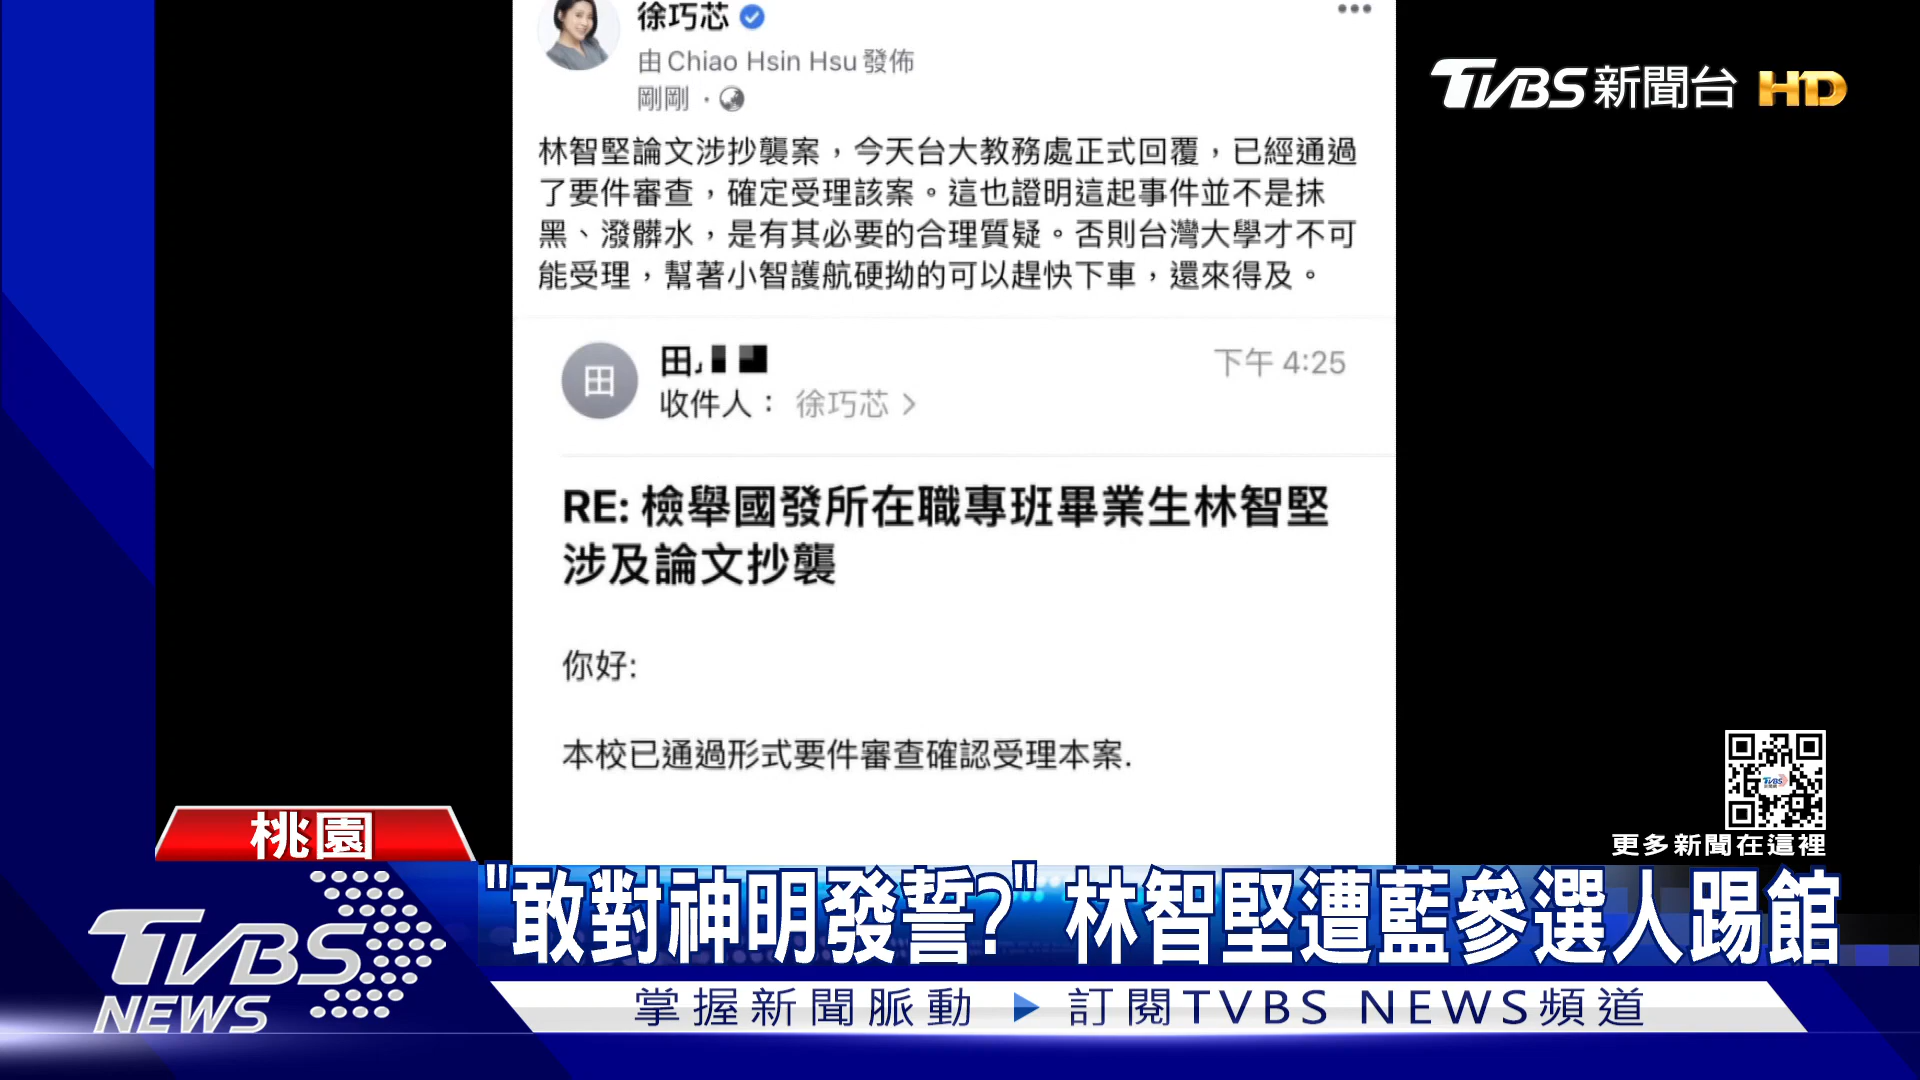 徐巧芯
由Chiao Hsin Hsu發佈
剛剛
林智堅論文涉抄襲案，今天台大教務處正式回覆，已經通過
了要件審查，確定受理該案。這也證明這起事件並不是抹
黑、潑髒水，是有其必要的合理質疑。否則台灣大學才不可
能受理，幫著小智護航硬拗的可以趕快下車，還來得及。
田
田
下午 4:25
收件人： 徐巧芯
RE: 檢舉國發所在職專班畢業生林智堅
涉及論文抄襲
你好:
本校已通過形式要件審查確認受理本案.
TVBS新聞台 HD
TVBS
更多新聞在這裡
桃園
"敢對神明發誓?" 林智堅遭藍參選人踢館
TVBS
NEWS
掌握新聞脈動 ▶ 訂閱TVBS NEWS頻道